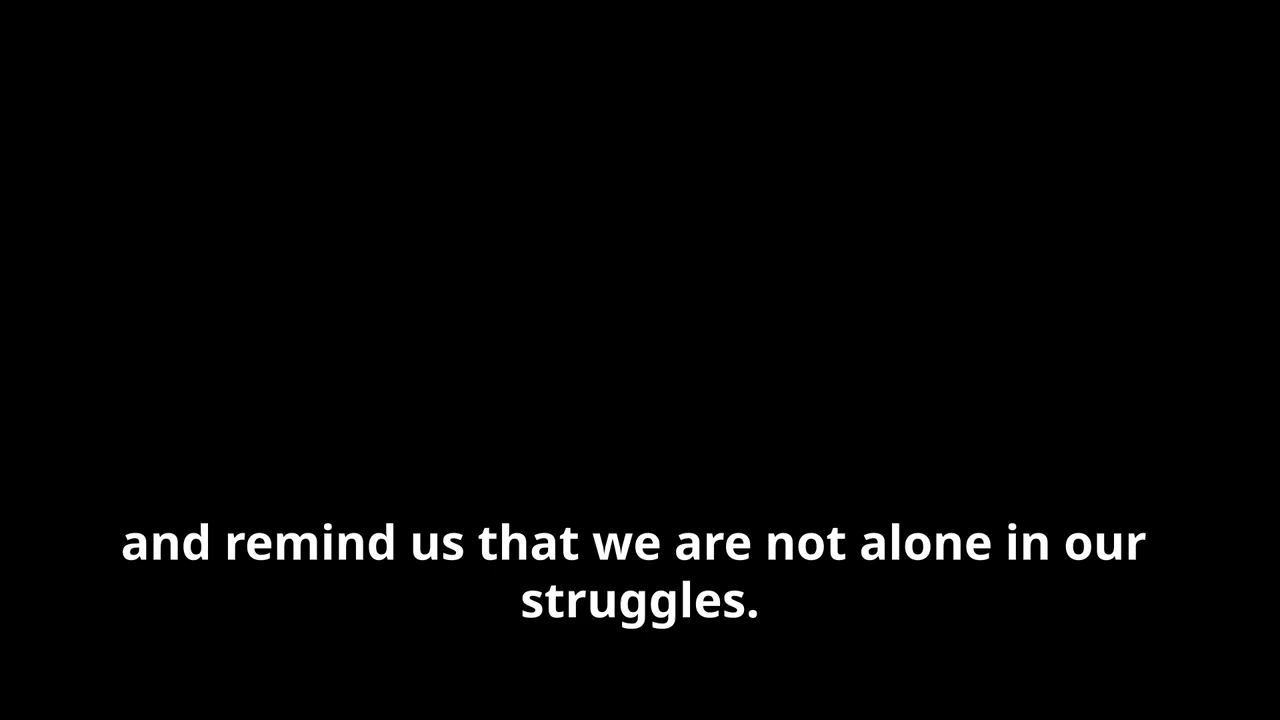 and remind us that we are not alone in our
struggles.